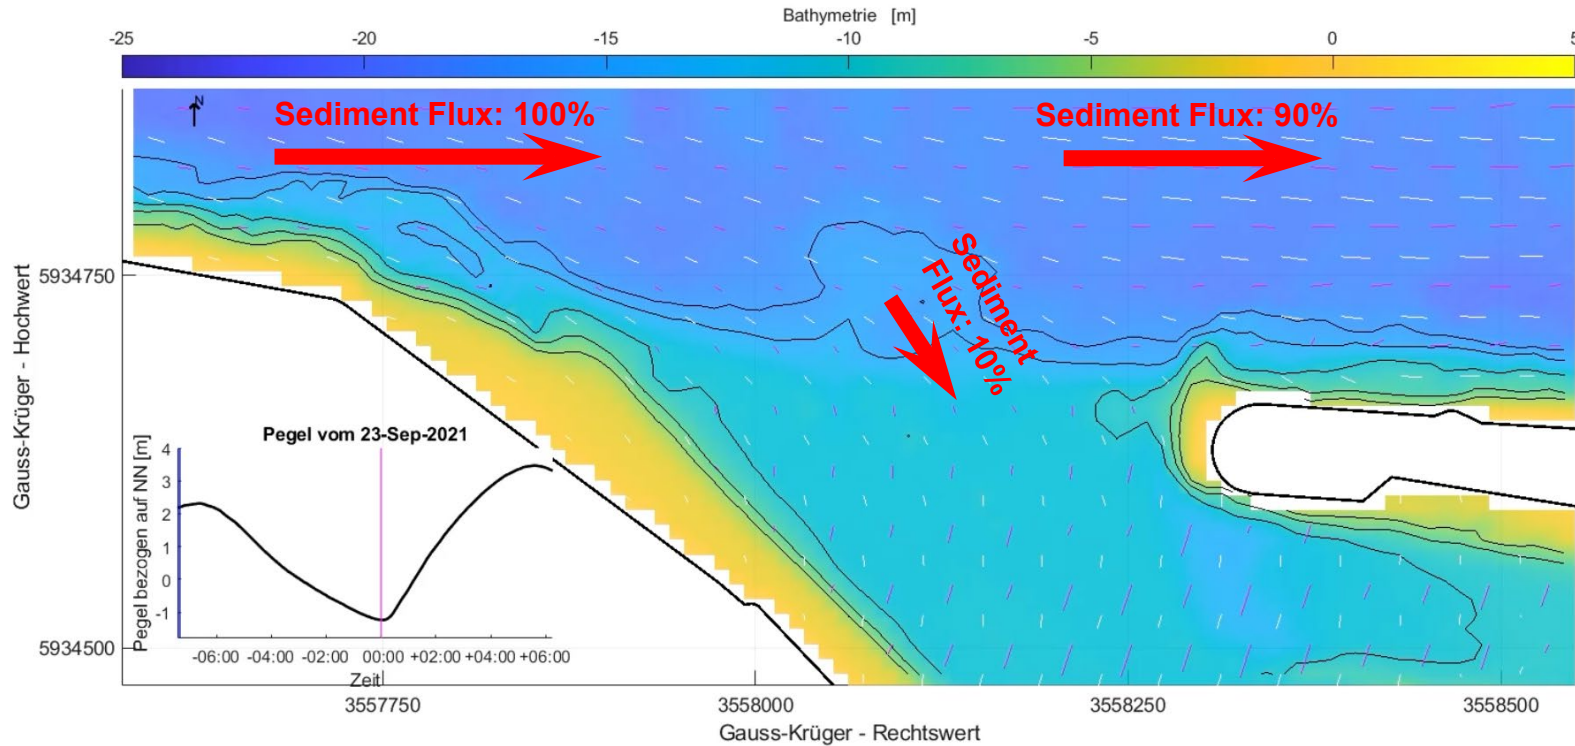 Bathymetrie [m]
-25 -20 -15 -10 -5 0 5
N
Sediment Flux: 100%
Sediment Flux: 90%
Sediment
Flux: 10%
Gauss-Krüger - Hochwert
5934750
5934500
Pegel vom 23-Sep-2021
Pegel bezogen auf NN [m]
4
3
2
1
0
-1
-06:00 -04:00 -02:00 00:00 +02:00 +04:00 +06:00
Zeit
3557750 3558000 3558250 3558500
Gauss-Krüger - Rechtswert